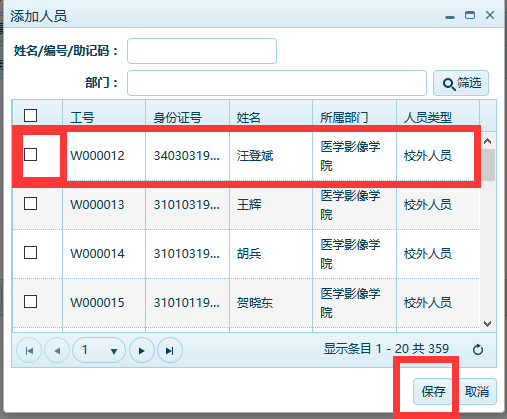 添加人员
姓名/编号/助记码：
部门： 筛选
工号 身份证号 姓名 所属部门 人员类型
W000012 34030319... 汪登斌 医学影像学院 校外人员
W000013 31010319... 王辉 医学影像学院 校外人员
W000014 31010319... 胡兵 医学影像学院 校外人员
W000015 31010119... 贺晓东 医学影像学院 校外人员
1 显示条目 1 - 20 共 359
保存 取消